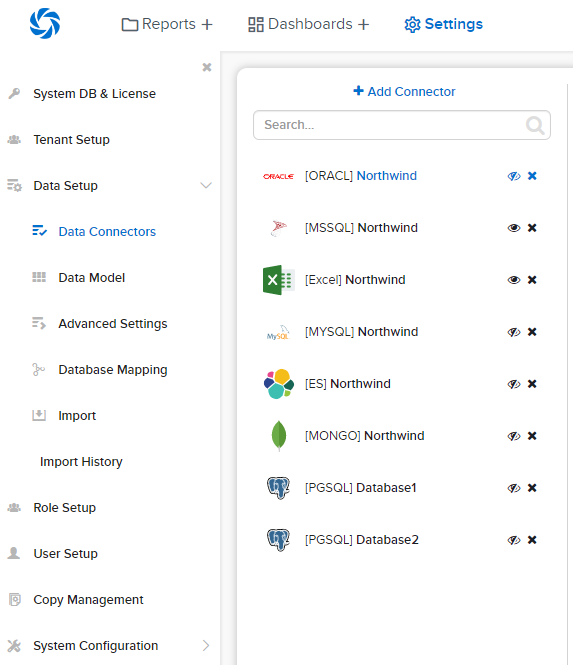 Reports +
Dashboards +
Settings
System DB & License
Tenant Setup
Data Setup
Data Connectors
Data Model
Advanced Settings
Database Mapping
Import
Import History
Role Setup
User Setup
Copy Management
System Configuration
+ Add Connector
Search...
ORACLE [ORACL] Northwind
[MSSQL] Northwind
X [Excel] Northwind
MySQL [MYSQL] Northwind
[ES] Northwind
[MONGO] Northwind
[PGSQL] Database1
[PGSQL] Database2